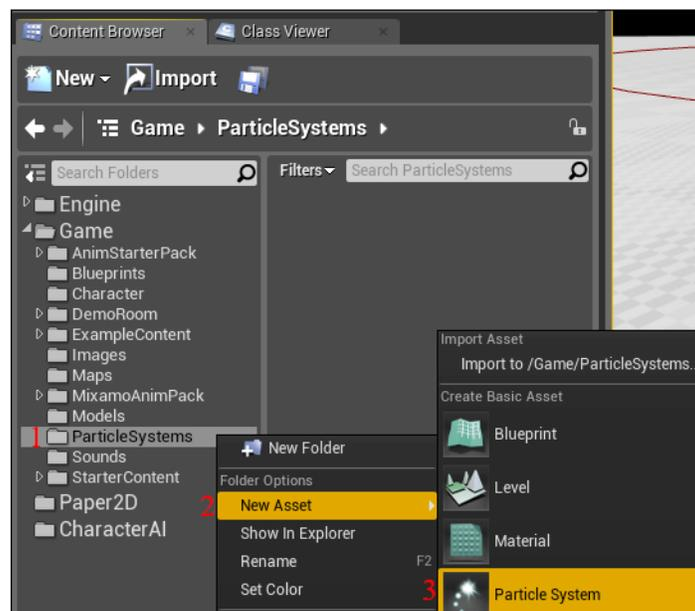 Content Browser
Class Viewer
New
Import
Game ParticleSystems
Search Folders
Filters
Search ParticleSystems
Engine
Game
AnimStarterPack
Blueprints
Character
DemoRoom
ExampleContent
Images
Maps
MixamoAnimPack
Models
1 ParticleSystems
Sounds
StarterContent
Paper2D
CharacterAI
New Folder
Folder Options
2 New Asset
Show In Explorer
Rename F2
Set Color
Import Asset
Import to /Game/ParticleSystems..
Create Basic Asset
Blueprint
Level
Material
3 Particle System